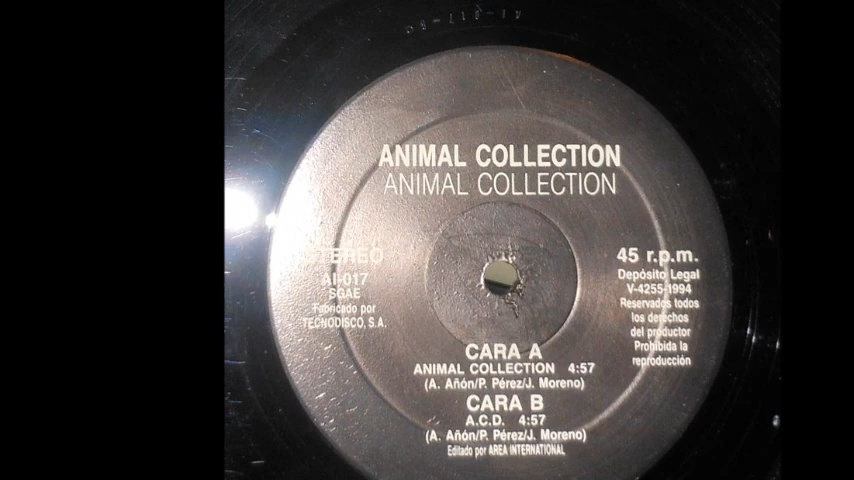 ANIMAL COLLECTION
ANIMAL COLLECTION
STEREO
AI-017
SGAE
Fabricado por
TECNODISCO, S.A.
45 r.p.m.
Depósito Legal
V-4255-1994
Reservados todos
los derechos
del productor
Prohibida la
reproducción
CARA A
ANIMAL COLLECTION 4:57
(A. Añón/P. Pérez/J. Moreno)
CARA B
A.C.D. 4:57
(A. Añón/P. Pérez/J. Moreno)
Editado por AREA INTERNATIONAL